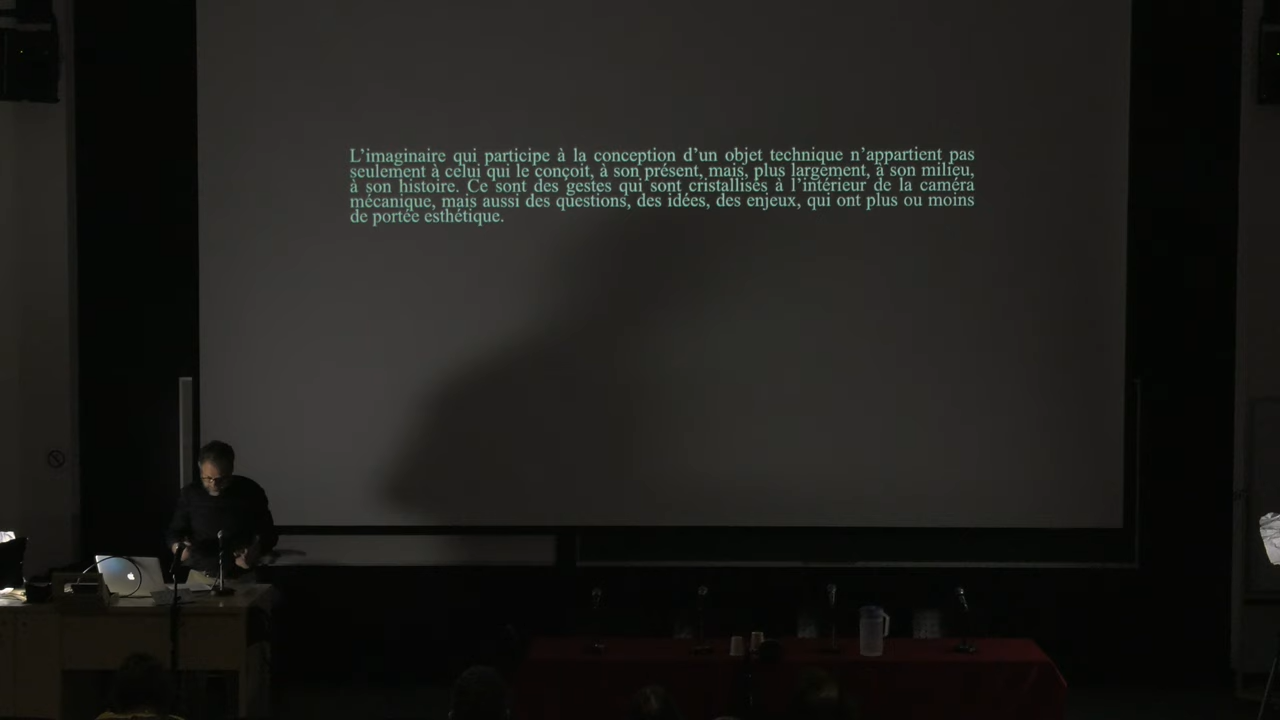 L’imaginaire qui participe à la conception d’un objet technique n’appartient pas
seulement à celui qui le conçoit, à son présent, mais, plus largement, à son milieu,
à son histoire. Ce sont des gestes qui sont cristallisés à l’intérieur de la caméra
mécanique, mais aussi des questions, des idées, des enjeux, qui ont plus ou moins
de portée esthétique.